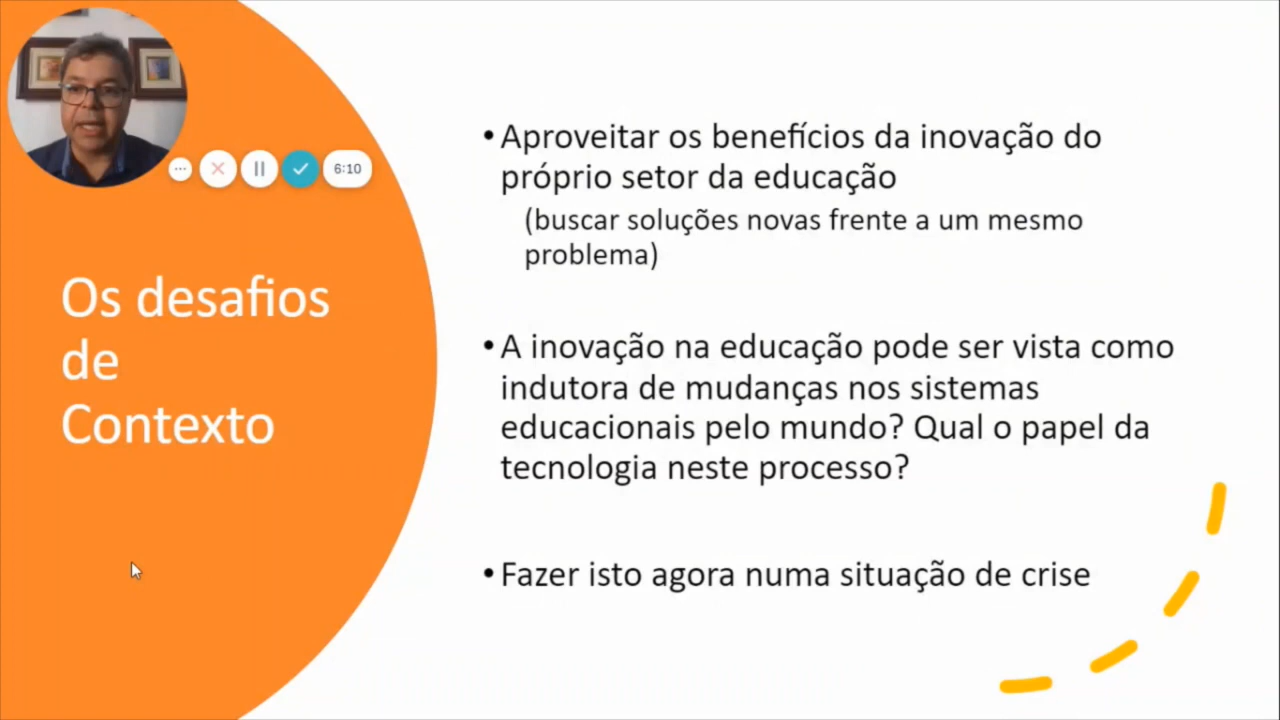 6:10
Os desafios
de
Contexto
• Aproveitar os benefícios da inovação do
próprio setor da educação
(buscar soluções novas frente a um mesmo
problema)
• A inovação na educação pode ser vista como
indutora de mudanças nos sistemas
educacionais pelo mundo? Qual o papel da
tecnologia neste processo?
• Fazer isto agora numa situação de crise